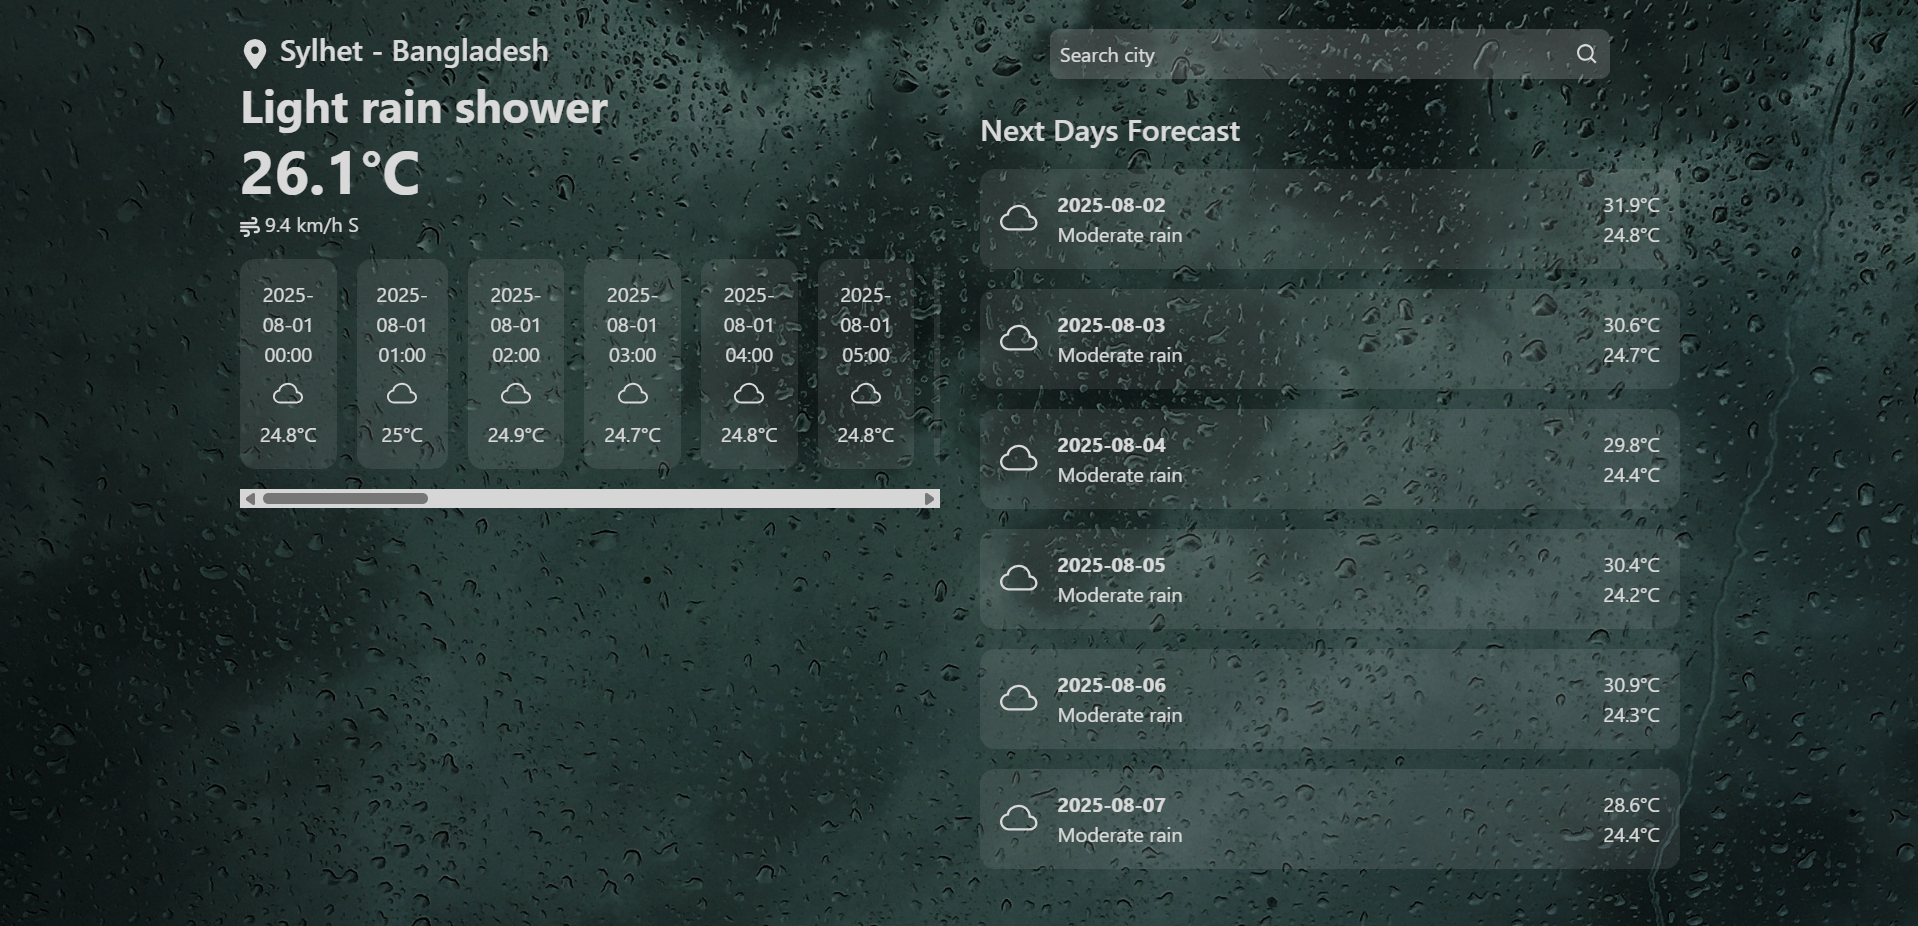 Sylhet - Bangladesh
Light rain shower
26.1°C
9.4 km/h S
2025-
08-01
00:00
24.8°C
2025-
08-01
01:00
25°C
2025-
08-01
02:00
24.9°C
2025-
08-01
03:00
24.7°C
2025-
08-01
04:00
24.8°C
2025-
08-01
05:00
24.8°C
Search city
Next Days Forecast
2025-08-02
Moderate rain
31.9°C
24.8°C
2025-08-03
Moderate rain
30.6°C
24.7°C
2025-08-04
Moderate rain
29.8°C
24.4°C
2025-08-05
Moderate rain
30.4°C
24.2°C
2025-08-06
Moderate rain
30.9°C
24.3°C
2025-08-07
Moderate rain
28.6°C
24.4°C